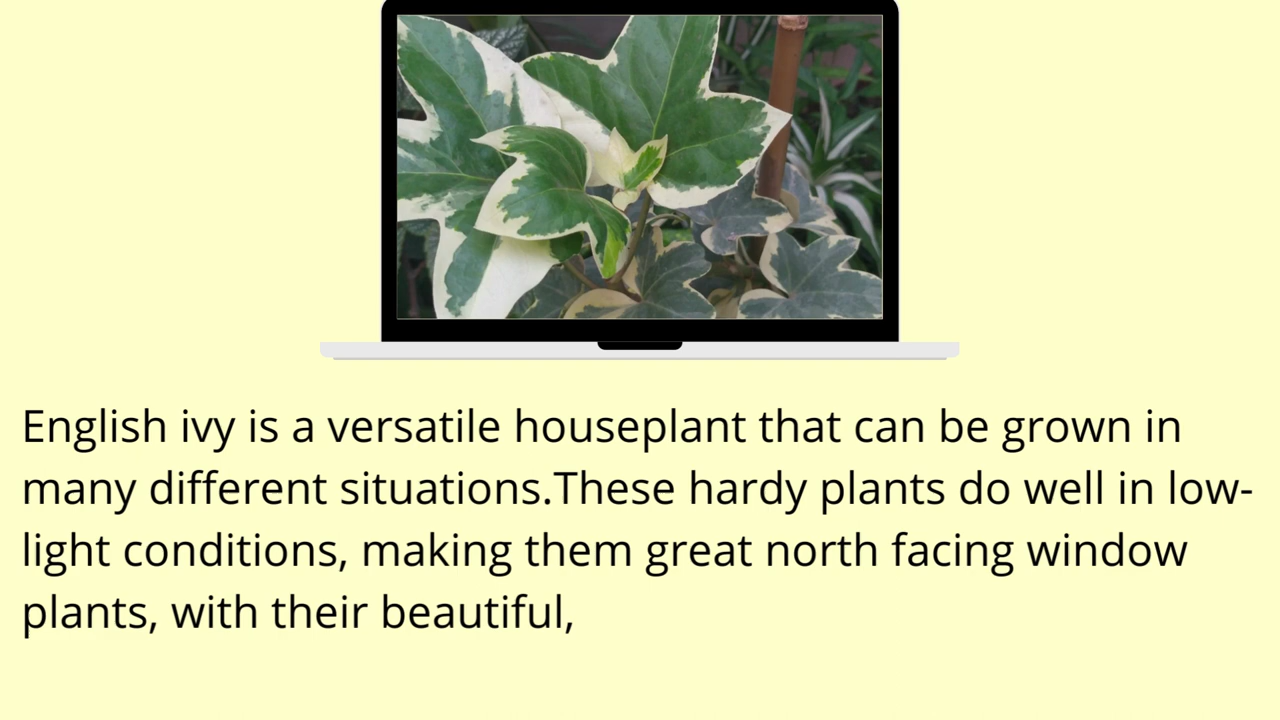 English ivy is a versatile houseplant that can be grown in
many different situations.These hardy plants do well in low-
light conditions, making them great north facing window
plants, with their beautiful,